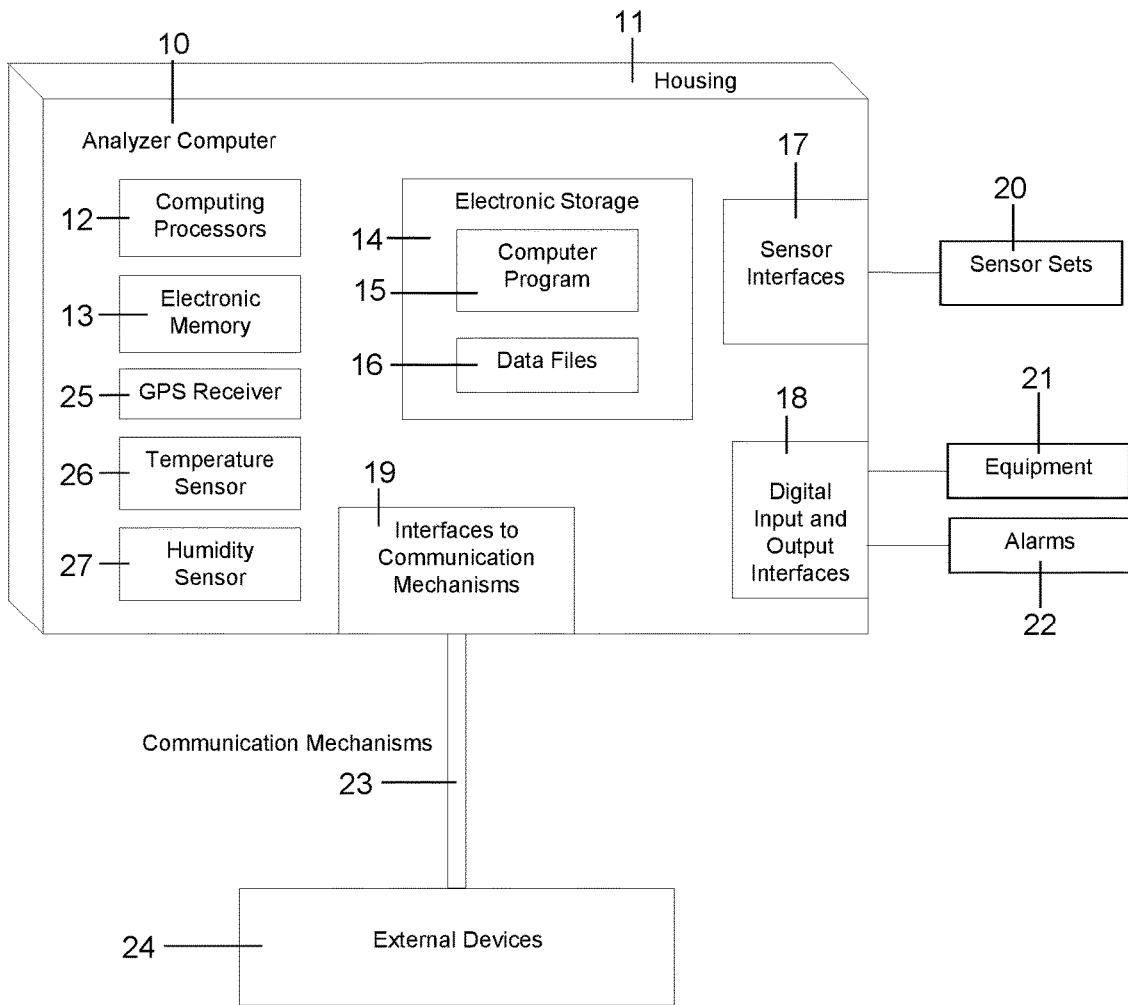 10
11
Housing
Analyzer Computer
12
Computing
Processors
13
Electronic
Memory
25
GPS Receiver
26
Temperature
Sensor
27
Humidity
Sensor
Electronic Storage
14
Computer
Program
15
16
Data Files
17
Sensor
Interfaces
20
Sensor Sets
18
Digital
Input and
Output
Interfaces
21
Equipment
Alarms
22
19
Interfaces to
Communication
Mechanisms
Communication Mechanisms
23
24
External Devices